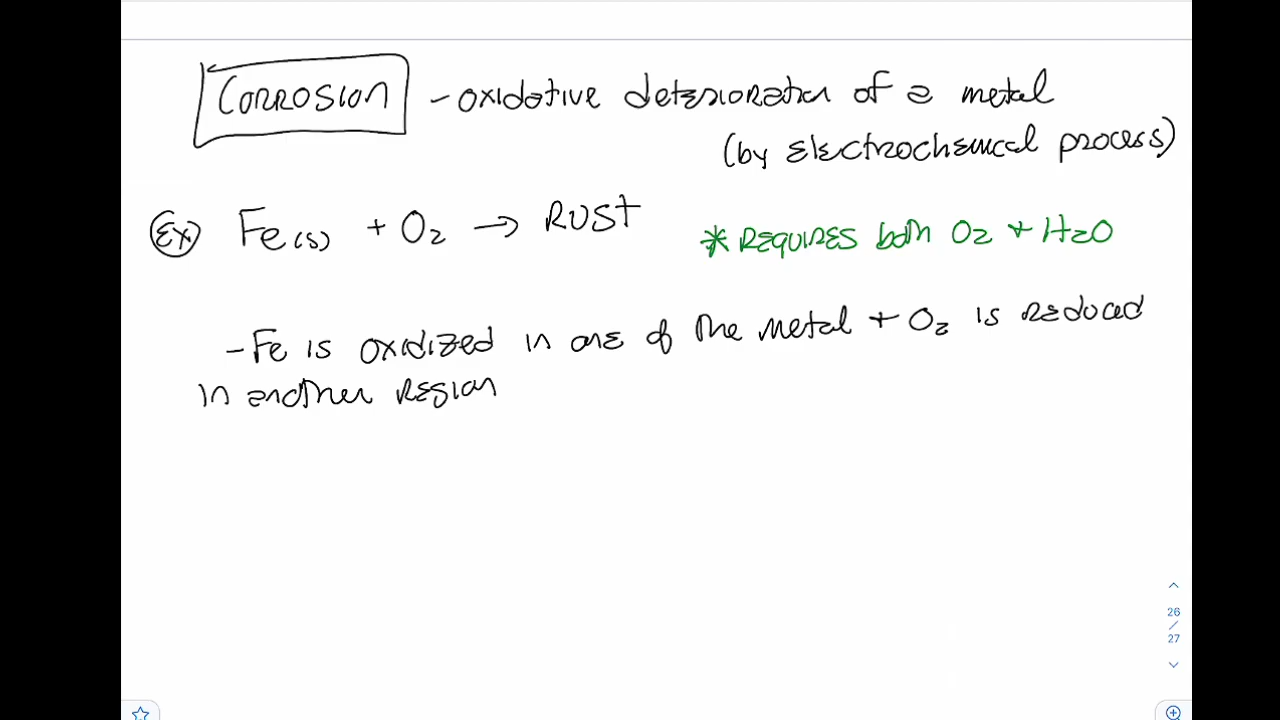 Corrosion - oxidative deterioration of a metal
(by electrochemical process)
Ex Fe(s) + O2 → RUST
* REQUIRES both O2 + H2O
- Fe is oxidized in one of the metal + O2 is REDUCED
in another REGION
26
/
27